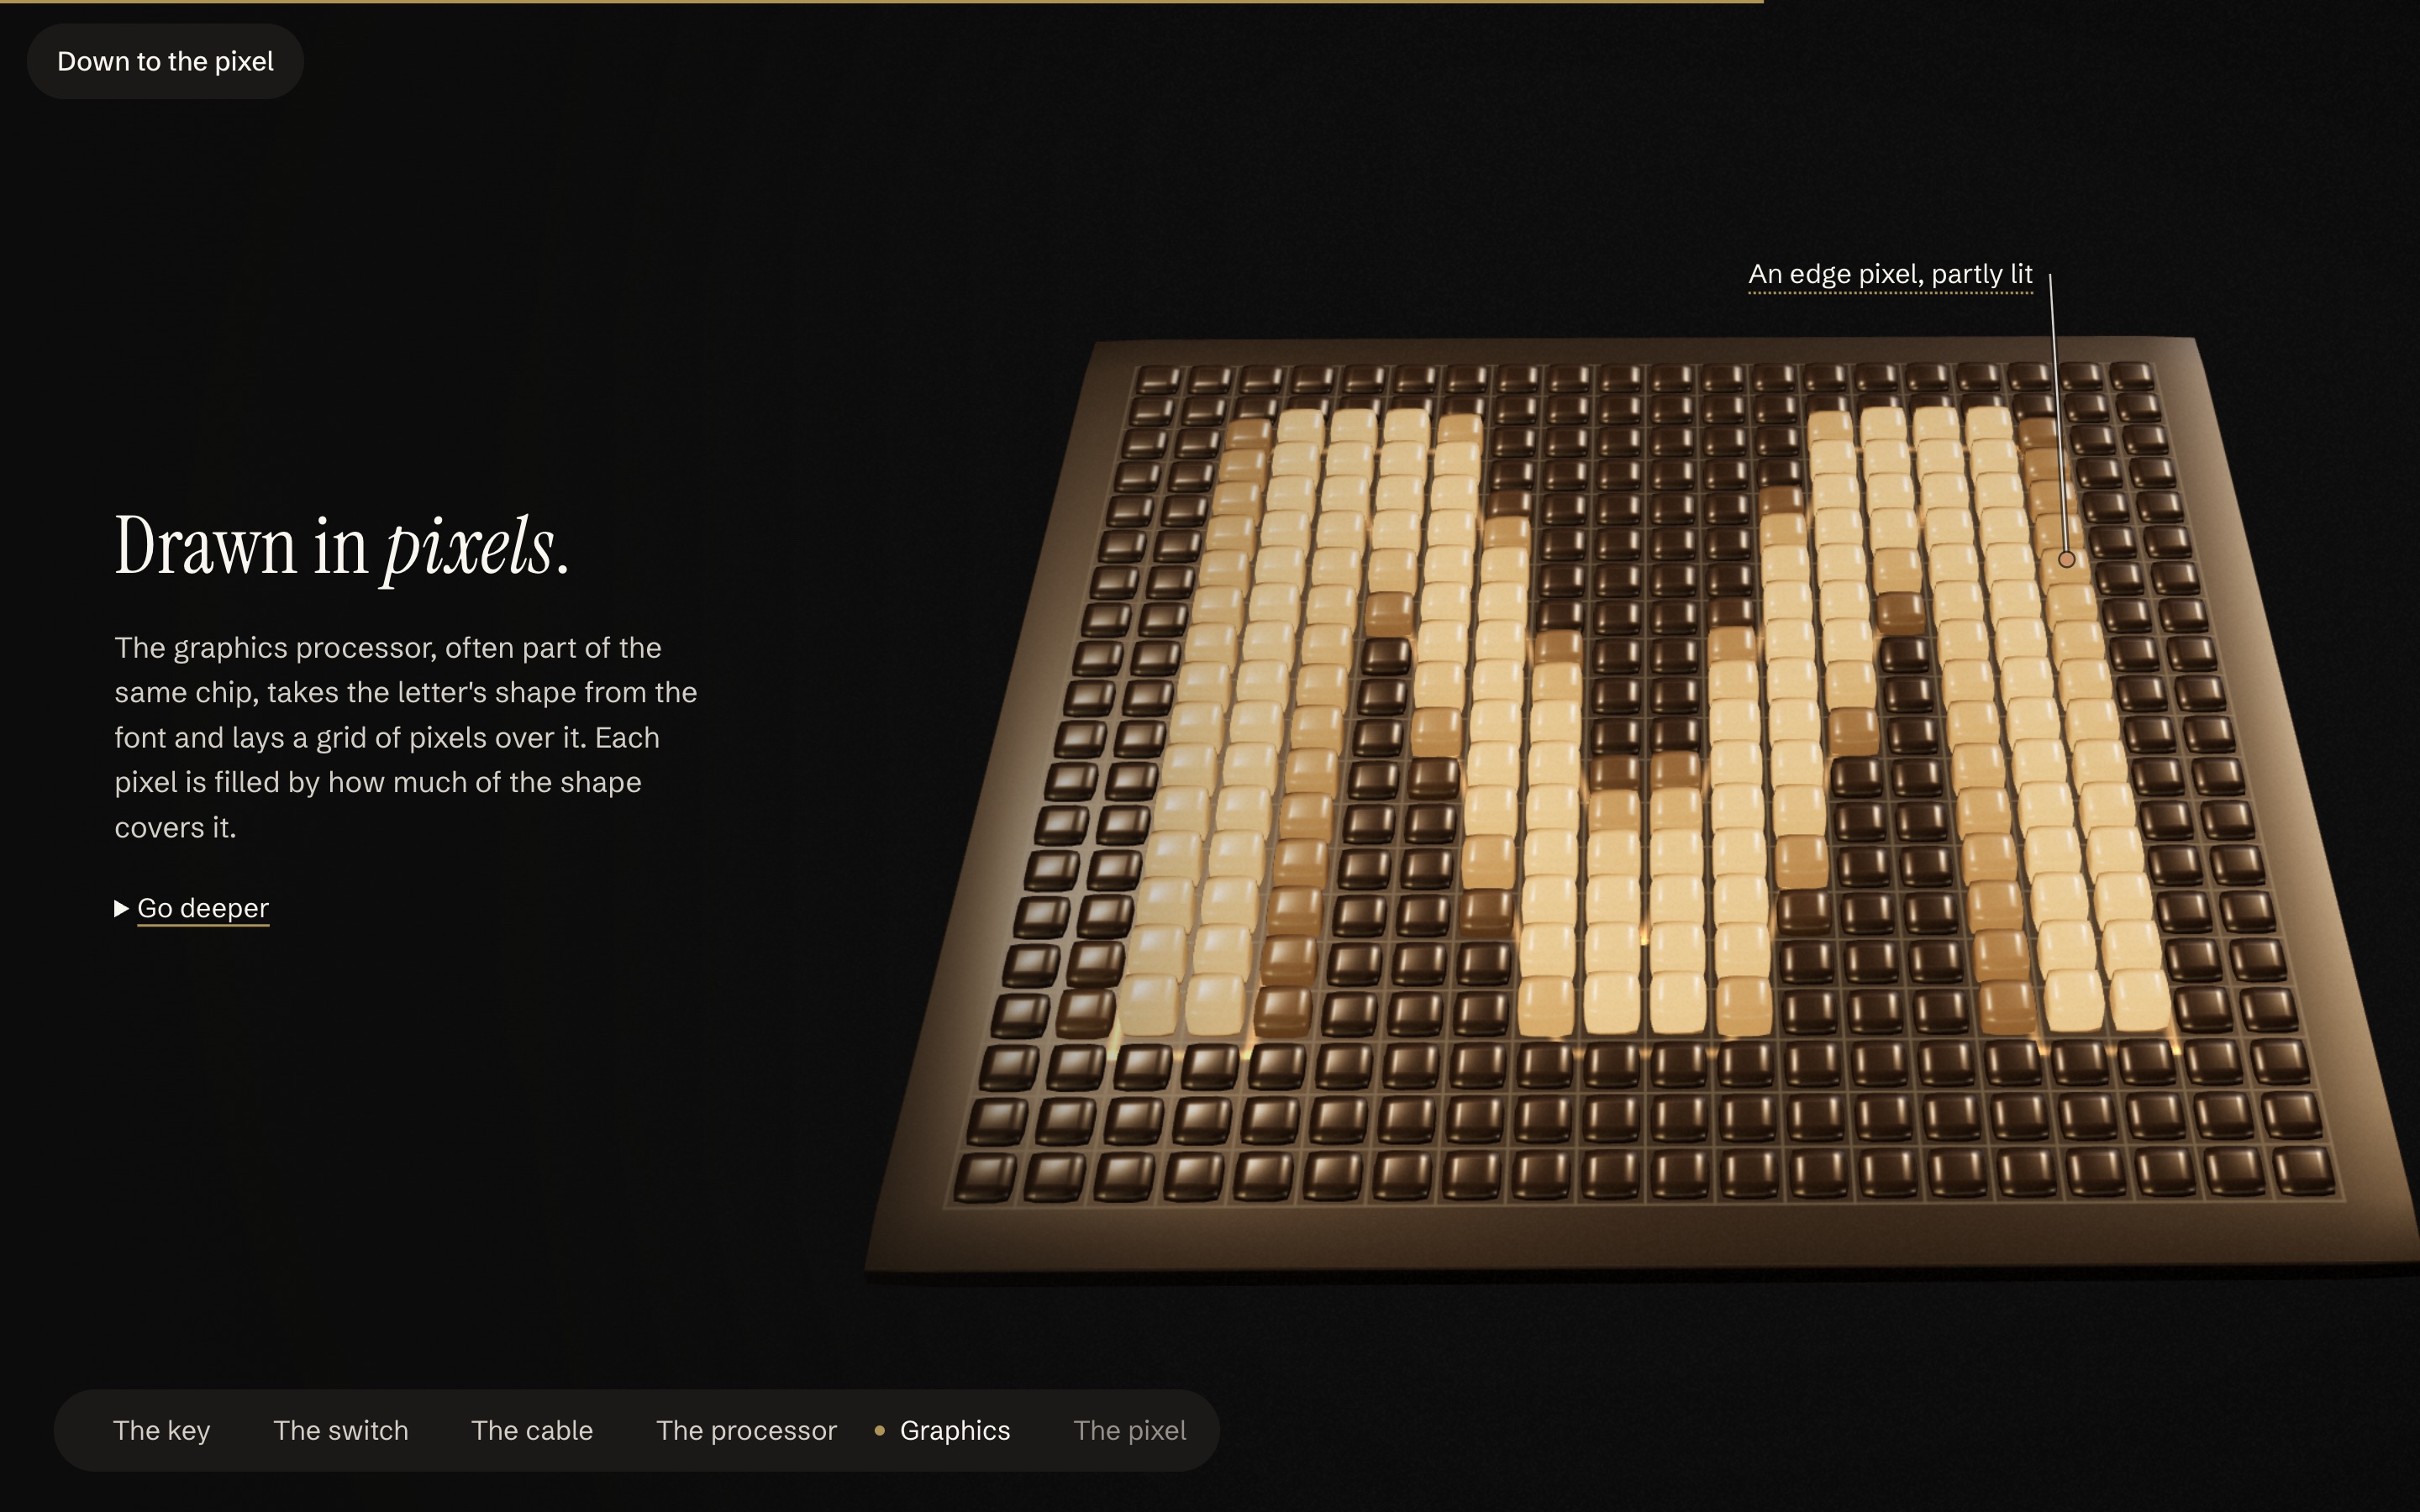 Down to the pixel
An edge pixel, partly lit
Drawn in pixels.
The graphics processor, often part of the
same chip, takes the letter's shape from the
font and lays a grid of pixels over it. Each
pixel is filled by how much of the shape
covers it.
Go deeper
M
The key The switch The cable The processor Graphics The pixel